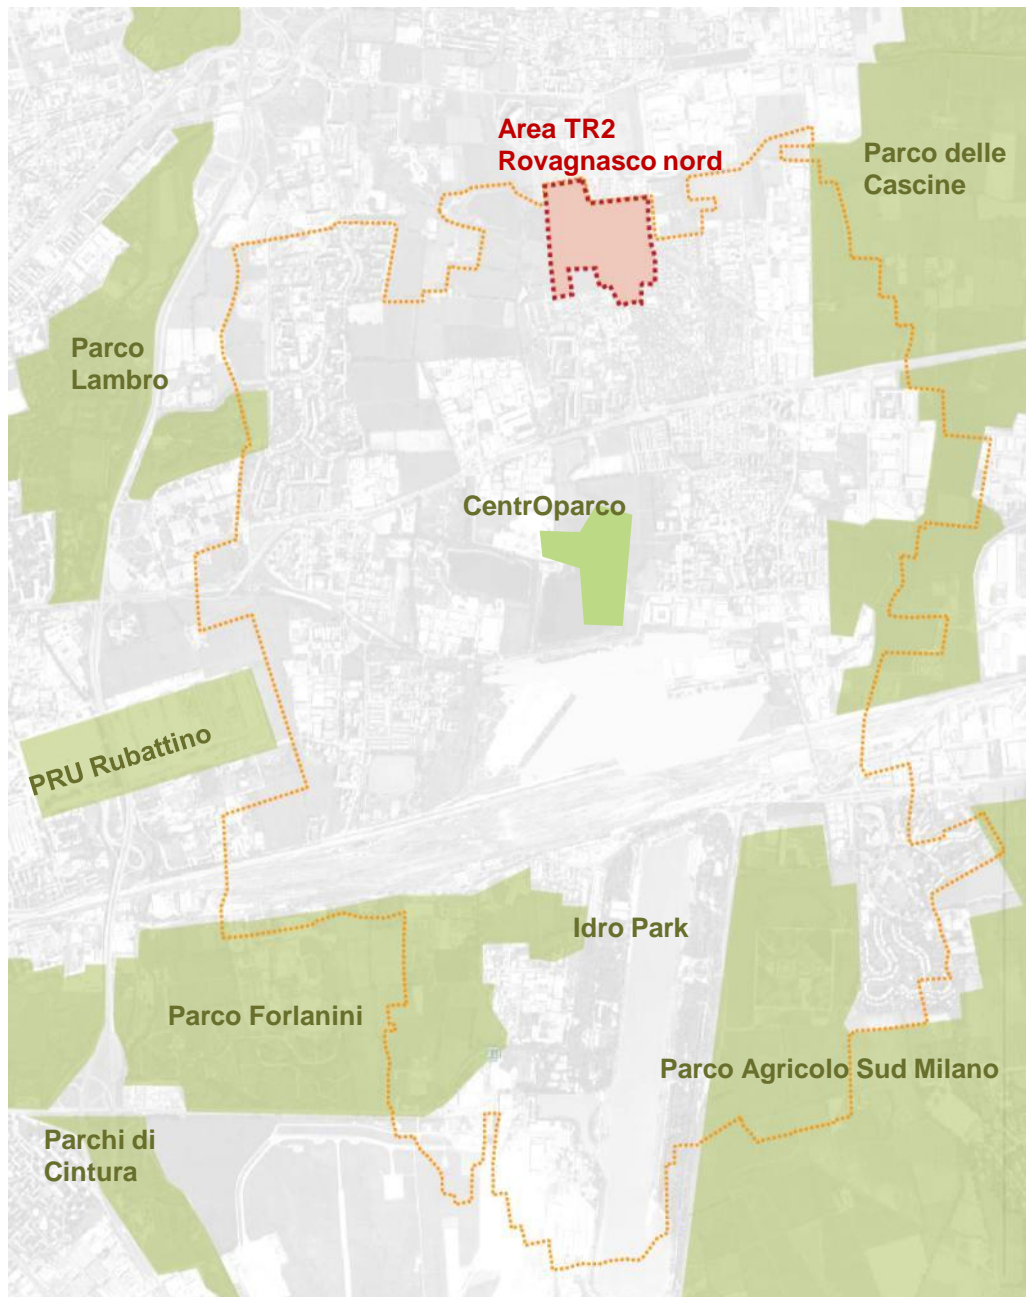 Area TR2
Rovagnasco nord
Parco delle
Cascine
Parco
Lambro
CentrOparco
PRU Rubattino
Idro Park
Parco Forlanini
Parco Agricolo Sud Milano
Parchi di
Cintura